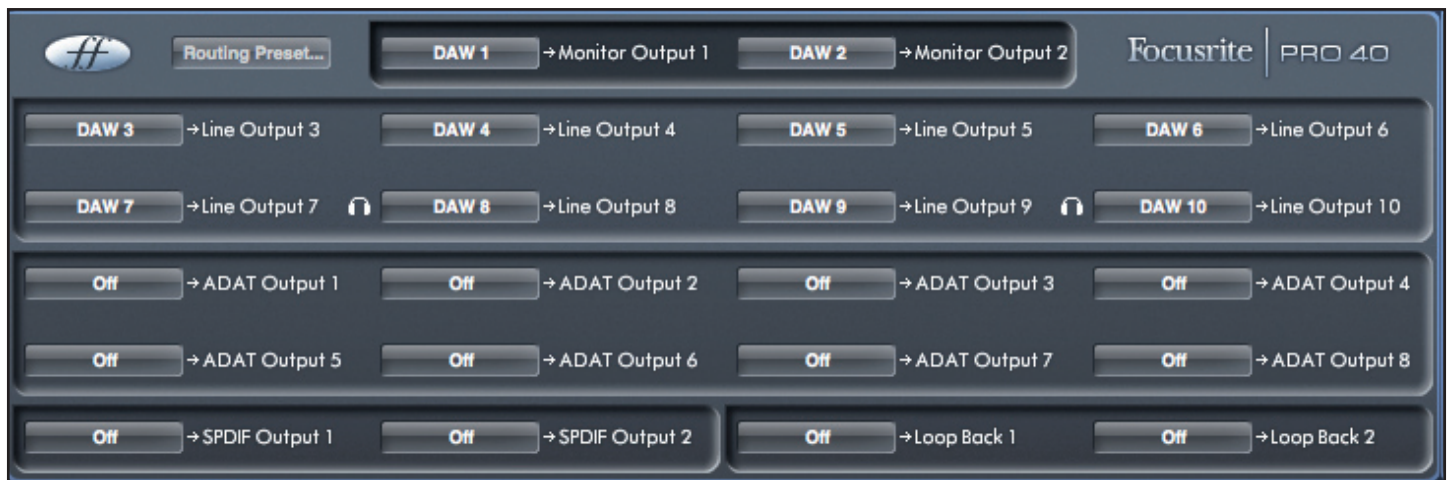 ff Routing Preset... DAW 1 →Monitor Output 1 DAW 2 →Monitor Output 2 Focusrite PRO 40
DAW 3 →Line Output 3 DAW 4 →Line Output 4 DAW 5 →Line Output 5 DAW 6 →Line Output 6
DAW 7 →Line Output 7 DAW 8 →Line Output 8 DAW 9 →Line Output 9 DAW 10 →Line Output 10
Off →ADAT Output 1 Off →ADAT Output 2 Off →ADAT Output 3 Off →ADAT Output 4
Off →ADAT Output 5 Off →ADAT Output 6 Off →ADAT Output 7 Off →ADAT Output 8
Off →SPDIF Output 1 Off →SPDIF Output 2 Off →Loop Back 1 Off →Loop Back 2